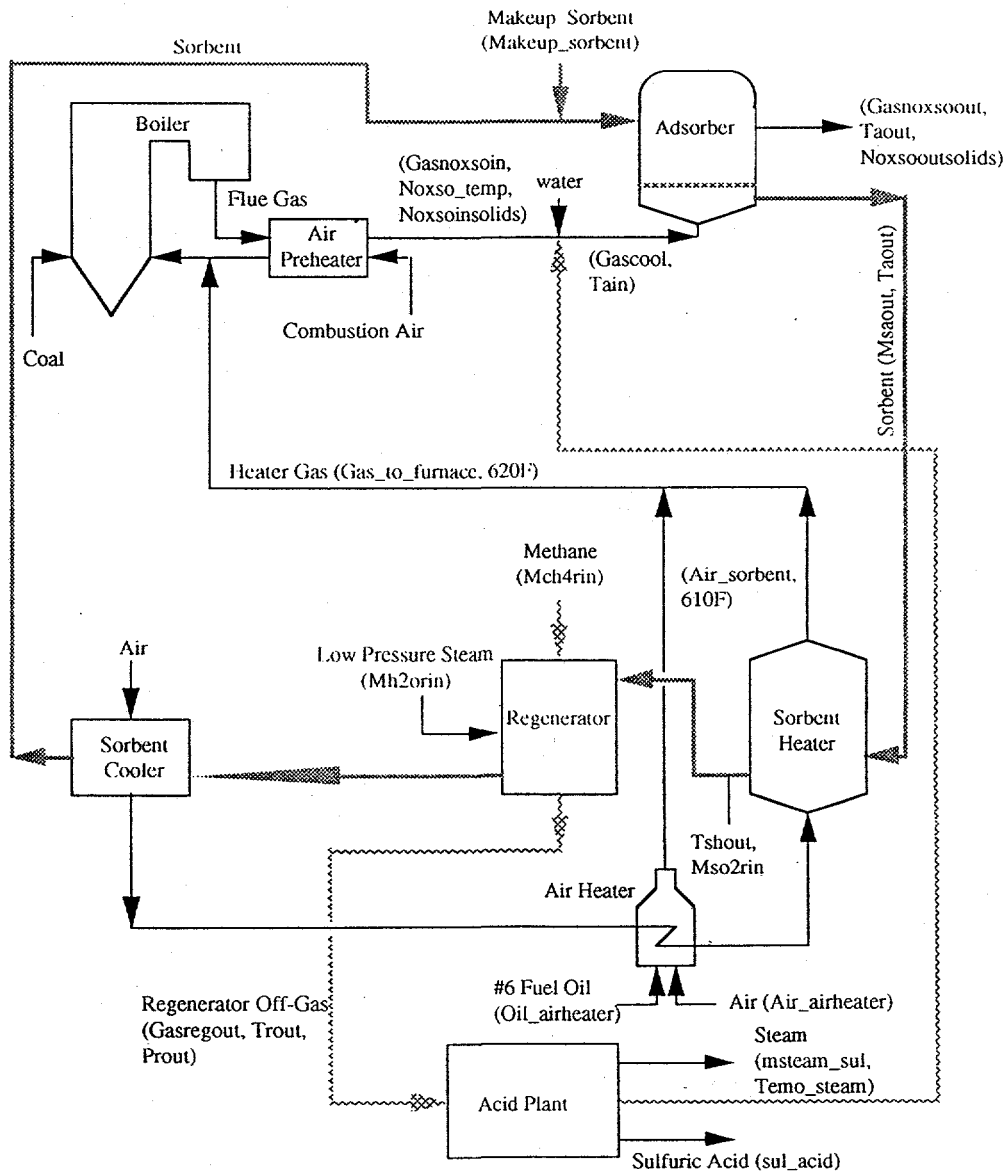 Makeup Sorbent
(Makeup_sorbent)
Sorbent
Boiler
Adsorber
(Gasnoxsoout,
Taout,
Noxsooutsolids)
(Gasnoxsoin,
Noxso_temp,
Noxsoinsolids)
water
Flue Gas
Air
Preheater
(Gascool,
Tain)
Combustion Air
Coal
Sorbent (Msaout, Taout)
Heater Gas (Gas_to_furnacc, 620F)
Methane
(Mch4rin)
(Air_sorbent,
610F)
Air
Low Pressure Steam
(Mh2orin)
Regenerator
Sorbent
Heater
Sorbent
Cooler
Tshout,
Mso2rin
Air Heater
#6 Fuel Oil
(Oil_airheater)
Air (Air_airheater)
Regenerator Off-Gas
(Gasregout, Trout,
Prout)
Steam
(msteam_sul,
Temo_steam)
Acid Plant
Sulfuric Acid (sul_acid)